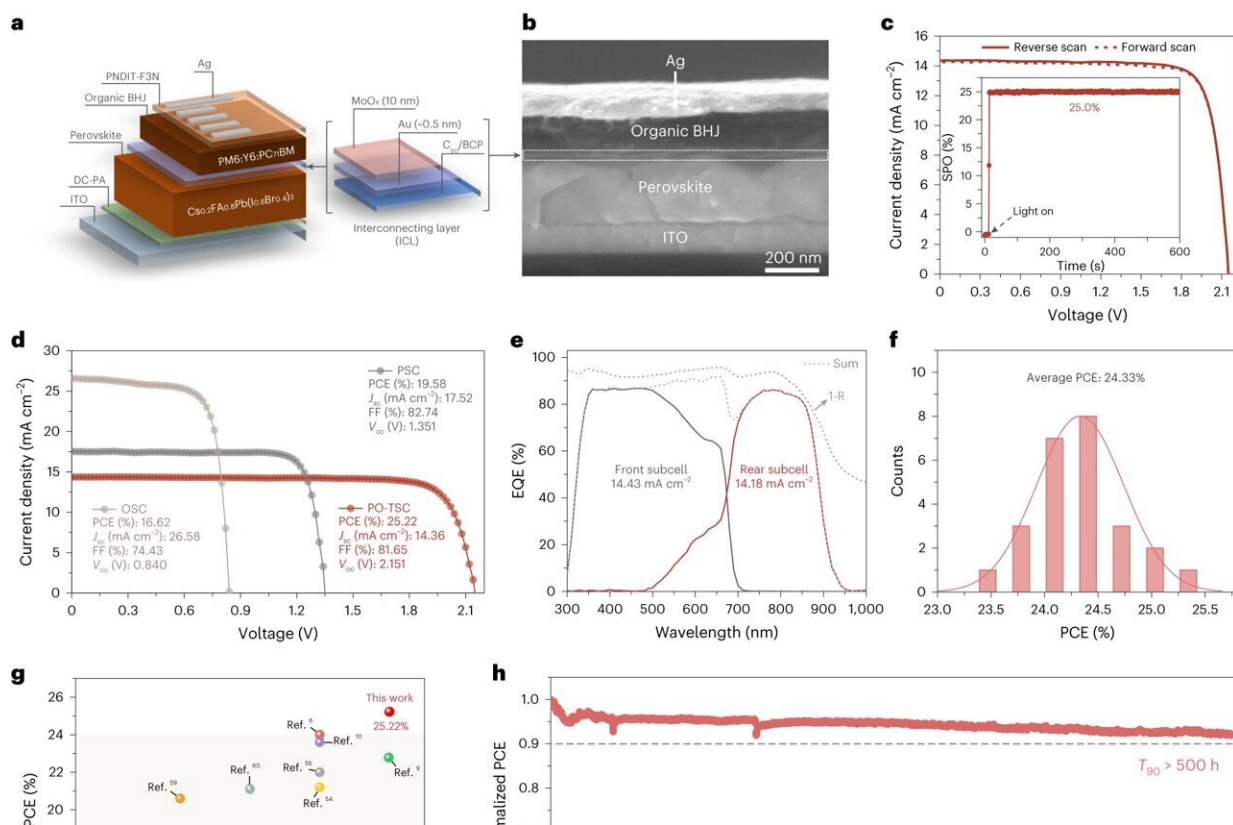 a
Ag
PNDIT-F3N
Organic BHJ
Perovskite
DC-PA
ITO
PM6:Y6:PC₇₁BM
Cs₀.₂FA₀.₈Pb(I₀.₆Br₀.₄)₃
MoOₓ (10 nm)
Au (~0.5 nm)
C₆₀/BCP
Interconnecting layer
(ICL)
b
Ag
Organic BHJ
Perovskite
ITO
200 nm
c
Reverse scan
Forward scan
Current density (mA cm⁻²)
16
14
12
10
8
6
4
2
0
0
0.3
0.6
0.9
1.2
1.5
1.8
2.1
Voltage (V)
SPO (%)
25
20
15
10
5
0
25.0%
Light on
0
200
400
600
Time (s)
d
Current density (mA cm⁻²)
30
25
20
15
10
5
0
PSC
PCE (%): 19.58
Jsc (mA cm⁻²): 17.52
FF (%): 82.74
Voc (V): 1.351
OSC
PCE (%): 16.62
Jsc (mA cm⁻²): 26.58
FF (%): 74.43
Voc (V): 0.840
PO-TSC
PCE (%): 25.22
Jsc (mA cm⁻²): 14.36
FF (%): 81.65
Voc (V): 2.151
0
0.3
0.6
0.9
1.2
1.5
1.8
2.1
Voltage (V)
e
EQE (%)
100
80
60
40
20
0
Sum
1-R
Front subcell
14.43 mA cm⁻²
Rear subcell
14.18 mA cm⁻²
300
400
500
600
700
800
900
1,000
Wavelength (nm)
f
Counts
10
8
6
4
2
0
Average PCE: 24.33%
23.0
23.5
24.0
24.5
25.0
25.5
PCE (%)
g
PCE (%)
26
24
22
20
This work
25.22%
Ref. ⁶
Ref. ¹⁰
Ref. ⁹
Ref. ⁵⁵
Ref. ⁵⁴
Ref. ⁶⁰
Ref. ⁵⁹
h
malized PCE
1.0
0.9
0.8
T₉₀ > 500 h